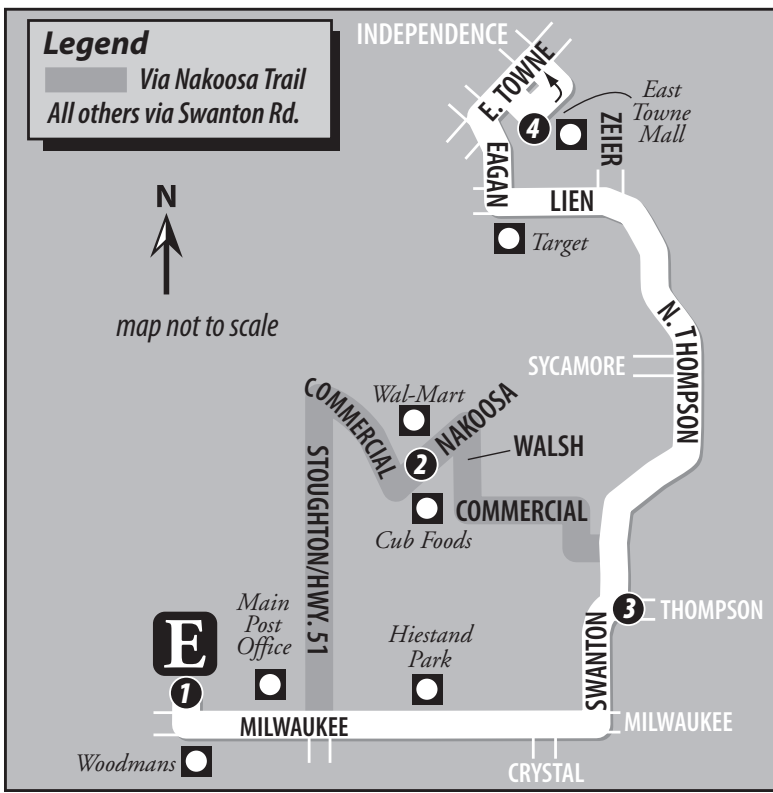 Legend
Via Nakoosa Trail
All others via Swanton Rd.
INDEPENDENCE
E. TOWNE
4
East
Towne
Mall
ZEIER
EAGAN
LIEN
Target
N
map not to scale
N. THOMPSON
SYCAMORE
COMMERCIAL
Wal-Mart
NAKOOSA
2
WALSH
STOUGHTON/HWY. 51
COMMERCIAL
Cub Foods
E
1
Main
Post
Office
Hiestand
Park
3
THOMPSON
SWANTON
MILWAUKEE
MILWAUKEE
Woodmans
CRYSTAL